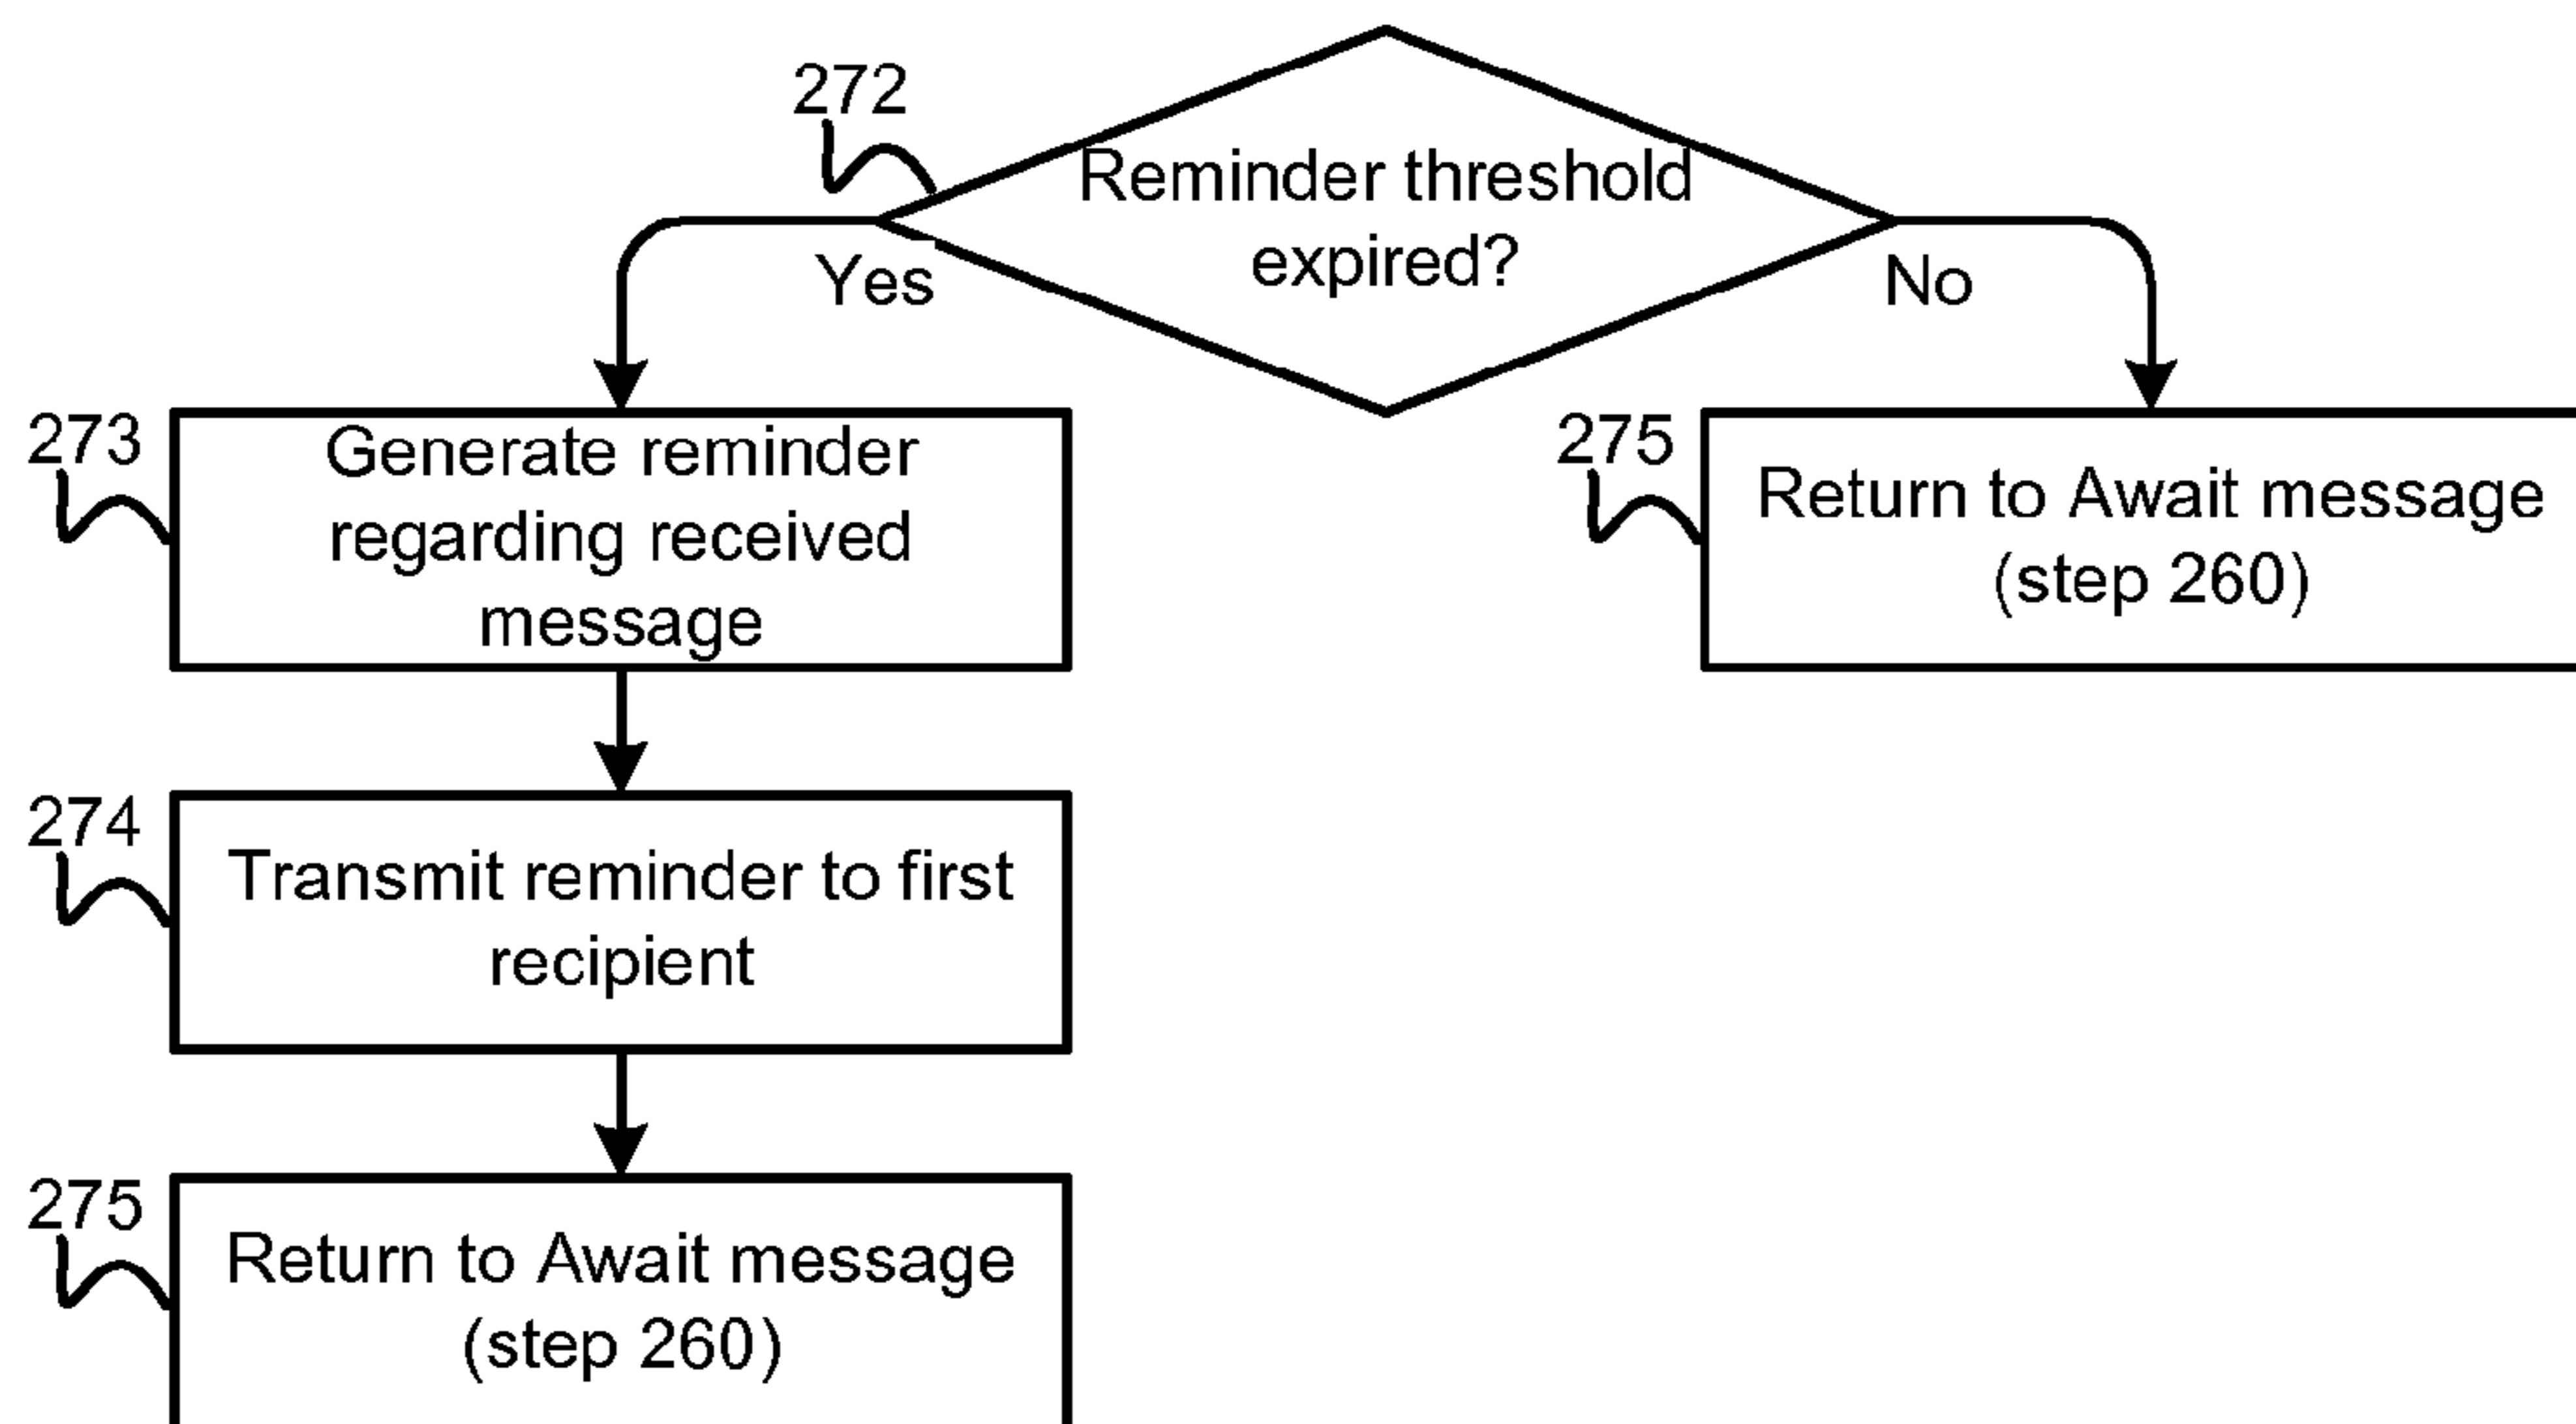 272
Reminder threshold
expired?
Yes
No
273
Generate reminder
regarding received
message
275
Return to Await message
(step 260)
274
Transmit reminder to first
recipient
275
Return to Await message
(step 260)